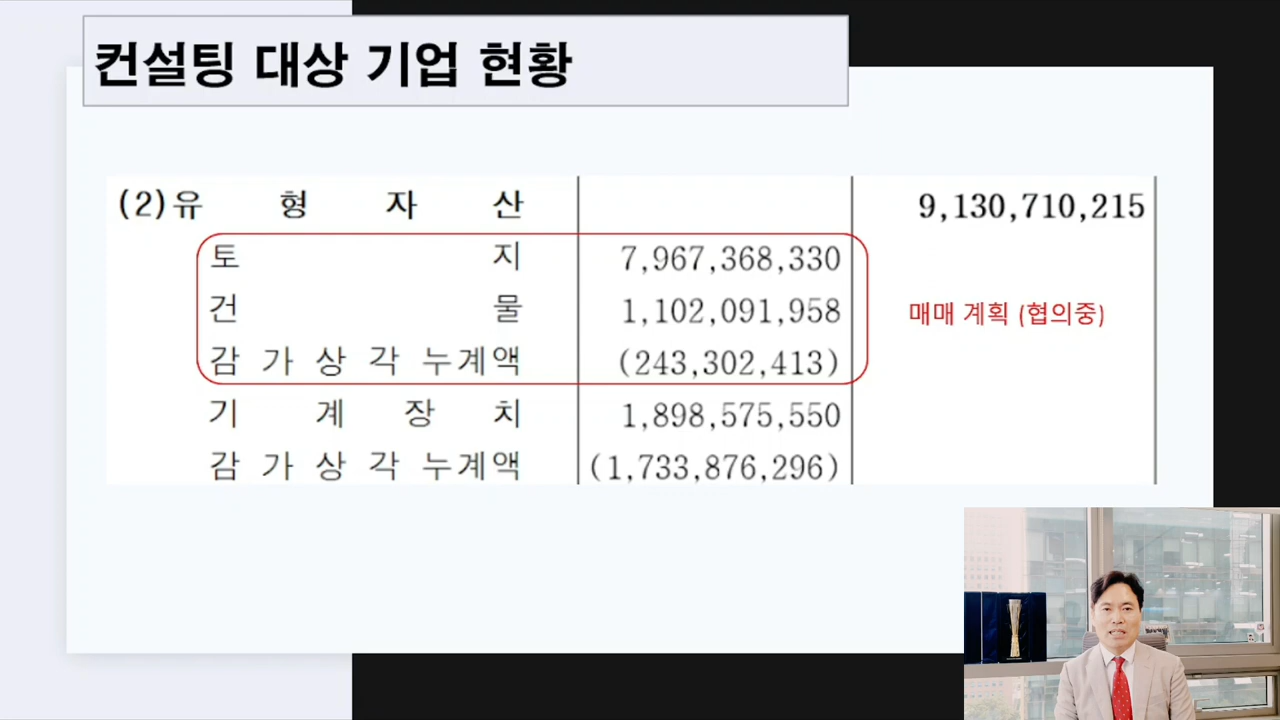 컨설팅 대상 기업 현황
(2)유 형 자 산 9,130,710,215
토 지 7,967,368,330
건 물 1,102,091,958
매매 계획 (협의중)
감 가 상 각 누계액 (243,302,413)
기 계 장 치 1,898,575,550
감 가 상 각 누계액 (1,733,876,296)